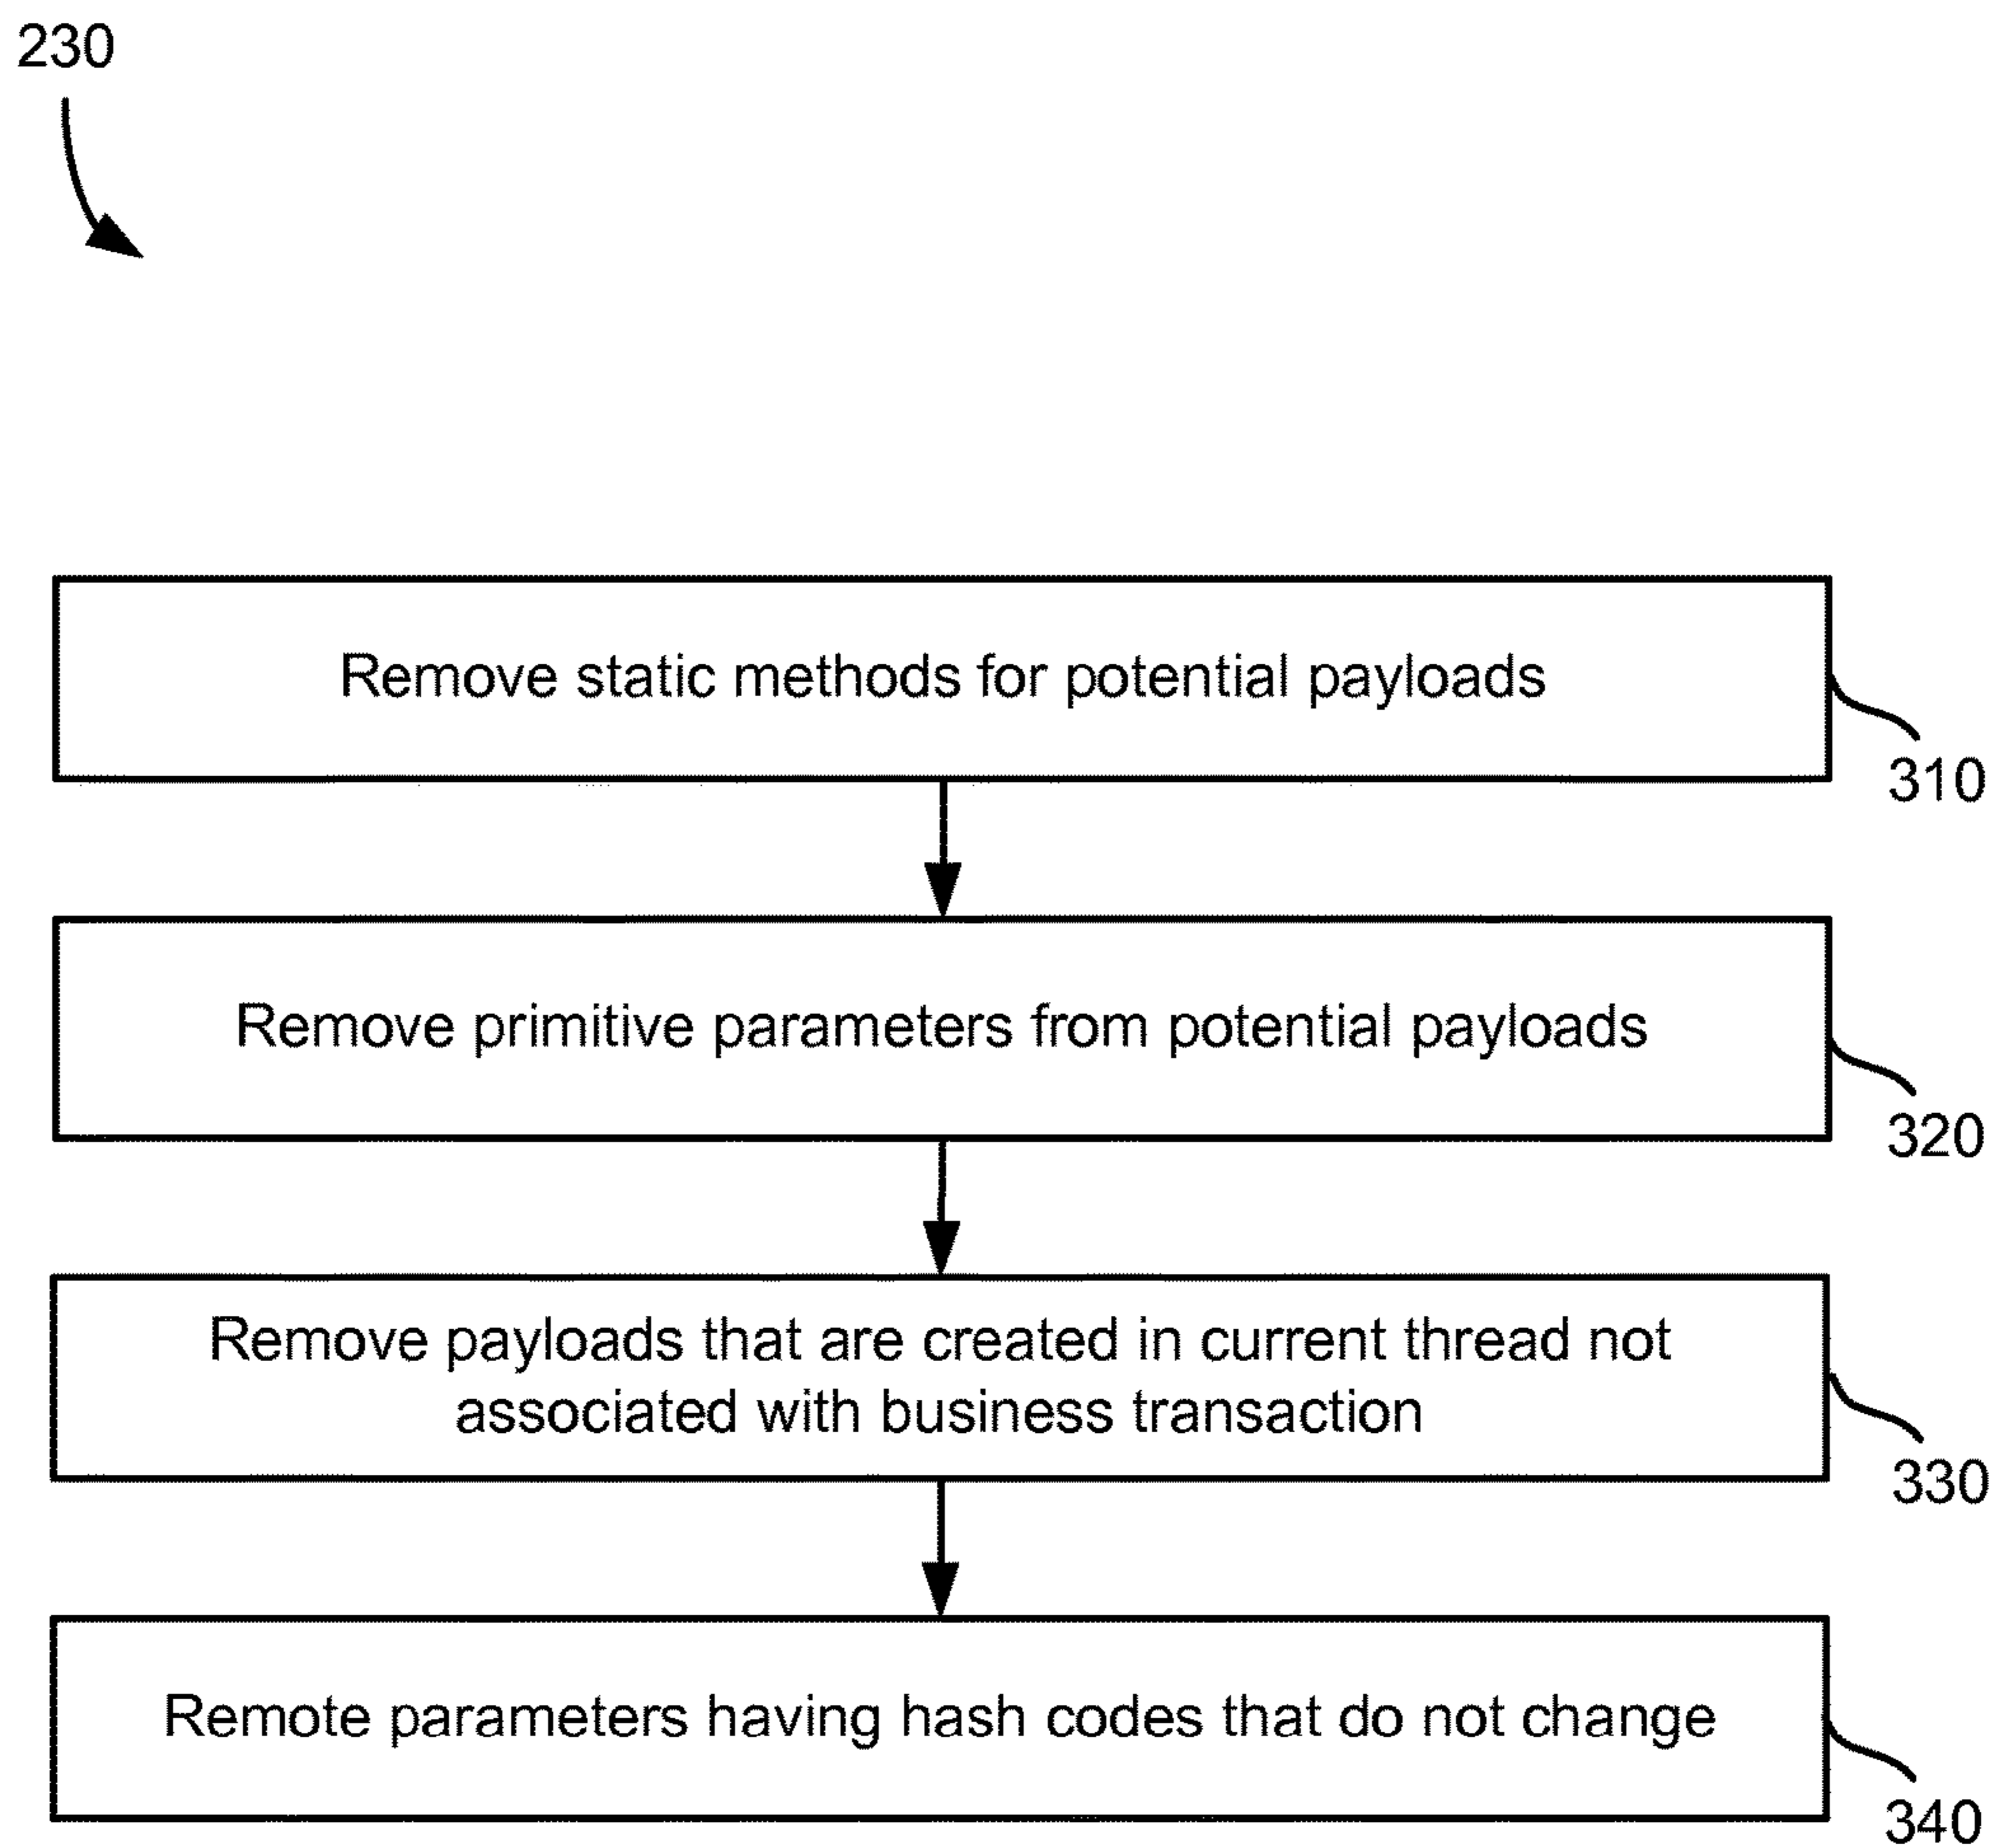 230
Remove static methods for potential payloads
310
Remove primitive parameters from potential payloads
320
Remove payloads that are created in current thread not
associated with business transaction
330
Remote parameters having hash codes that do not change
340